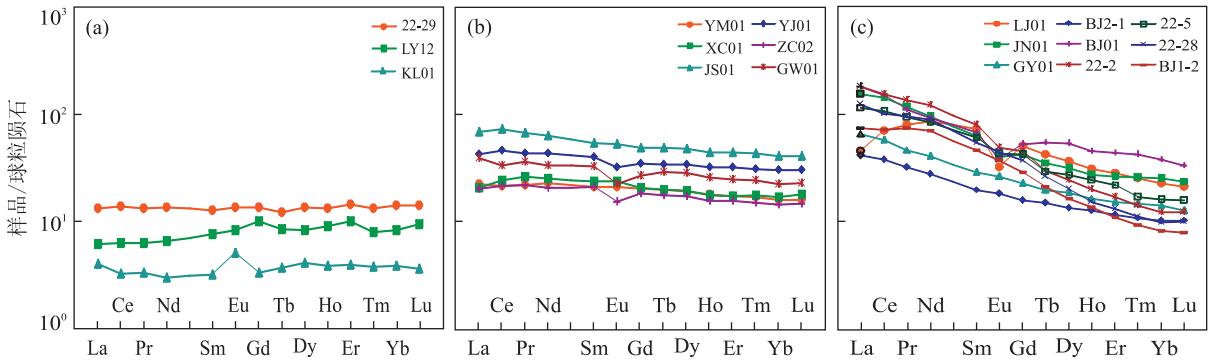 10³
10²
10¹
10⁰
样品/球粒陨石
(a)
22-29
LY12
KL01
Ce Nd Eu Tb Ho Tm Lu
La Pr Sm Gd Dy Er Yb
(b)
YM01 YJ01
XC01 ZC02
JS01 GW01
Ce Nd Eu Tb Ho Tm Lu
La Pr Sm Gd Dy Er Yb
(c)
LJ01 BJ2-1 22-5
JN01 BJ01 22-28
GY01 22-2 BJ1-2
Ce Nd Eu Tb Ho Tm Lu
La Pr Sm Gd Dy Er Yb